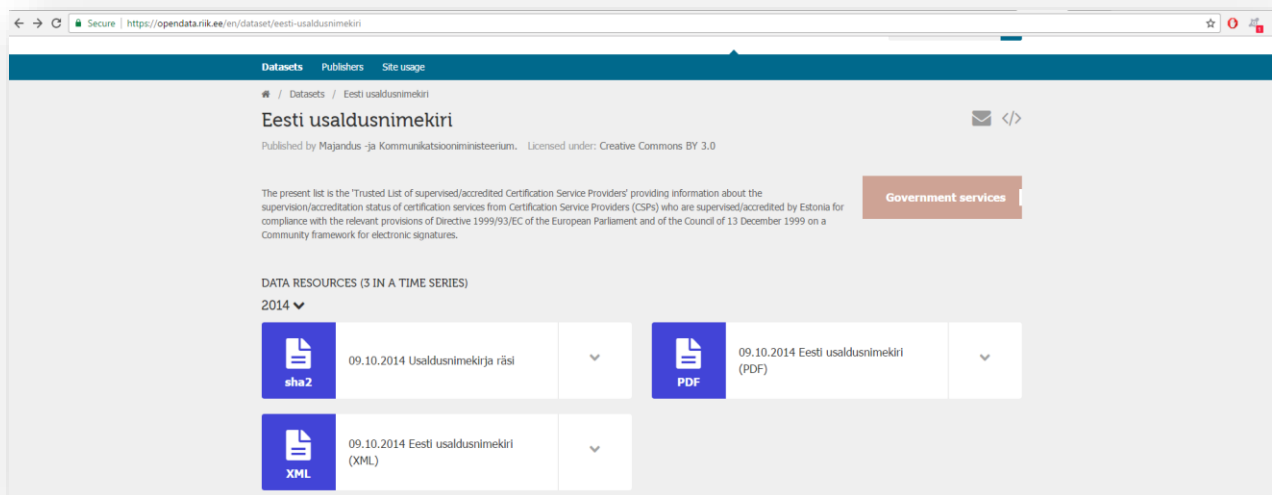 Secure | https://opendata.riik.ee/en/dataset/eesti-usaldusnimekiri
Datasets Publishers Site usage
/ Datasets / Eesti usaldusnimekiri
Eesti usaldusnimekiri
Published by Majandus -ja Kommunikatsiooniministeerium. Licensed under: Creative Commons BY 3.0
The present list is the 'Trusted List of supervised/accredited Certification Service Providers' providing information about the
supervision/accreditation status of certification services from Certification Service Providers (CSPs) who are supervised/accredited by Estonia for
compliance with the relevant provisions of Directive 1999/93/EC of the European Parliament and of the Council of 13 December 1999 on a
Community framework for electronic signatures.
Government services
DATA RESOURCES (3 IN A TIME SERIES)
2014
sha2
09.10.2014 Usaldusnimekirja räsi
PDF
09.10.2014 Eesti usaldusnimekiri
(PDF)
XML
09.10.2014 Eesti usaldusnimekiri
(XML)